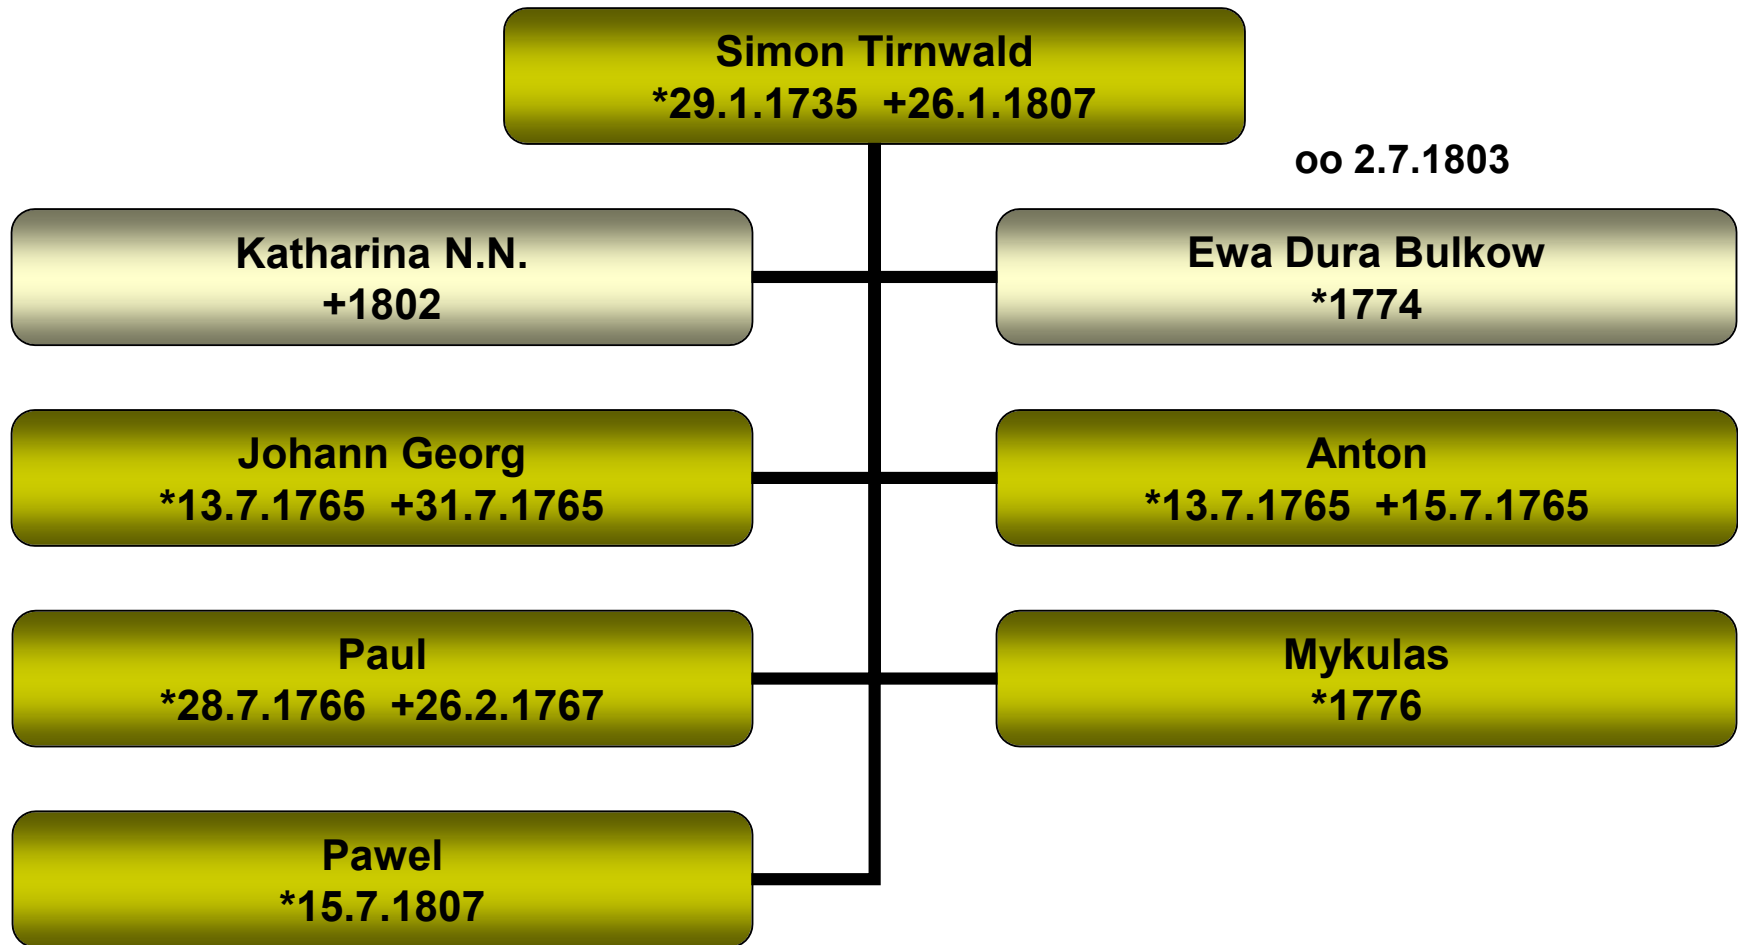 Simon Tirnwald
*29.1.1735 +26.1.1807
oo 2.7.1803
Katharina N.N.
+1802
Ewa Dura Bulkow
*1774
Johann Georg
*13.7.1765 +31.7.1765
Anton
*13.7.1765 +15.7.1765
Paul
*28.7.1766 +26.2.1767
Mykulas
*1776
Pawel
*15.7.1807